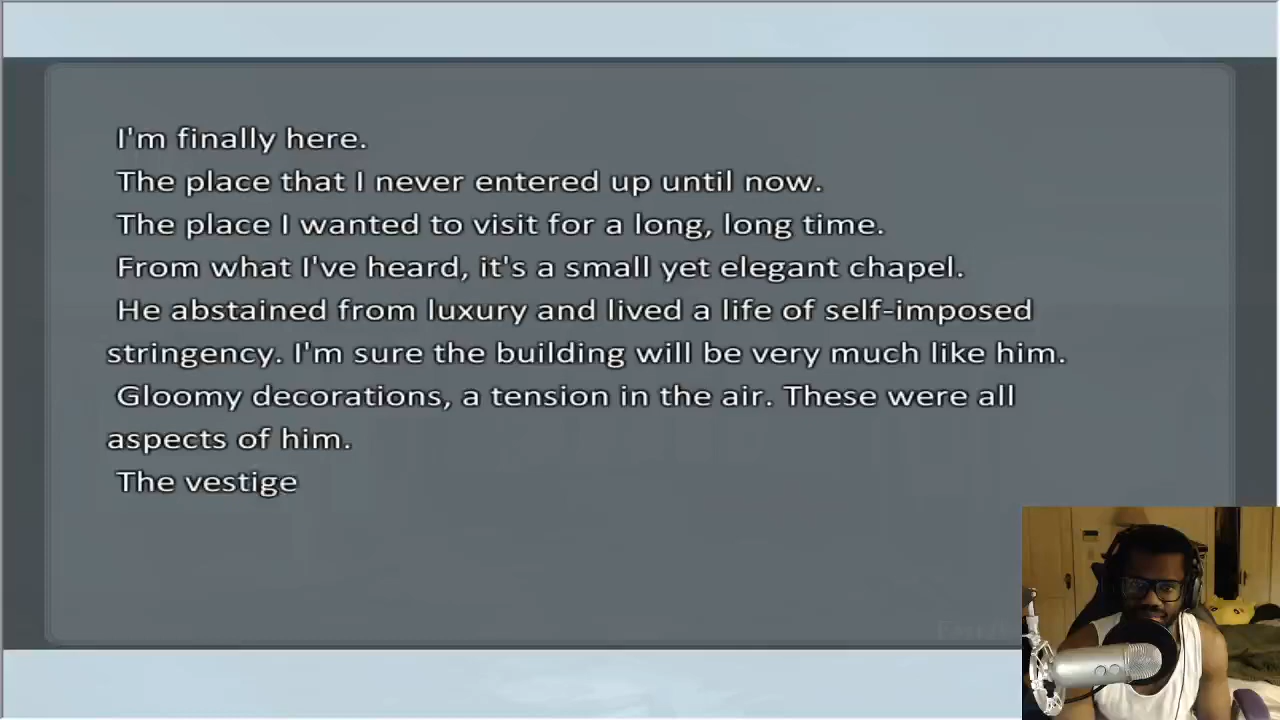 I'm finally here.
The place that I never entered up until now.
The place I wanted to visit for a long, long time.
From what I've heard, it's a small yet elegant chapel.
He abstained from luxury and lived a life of self-imposed
stringency. I'm sure the building will be very much like him.
Gloomy decorations, a tension in the air. These were all
aspects of him.
The vestige